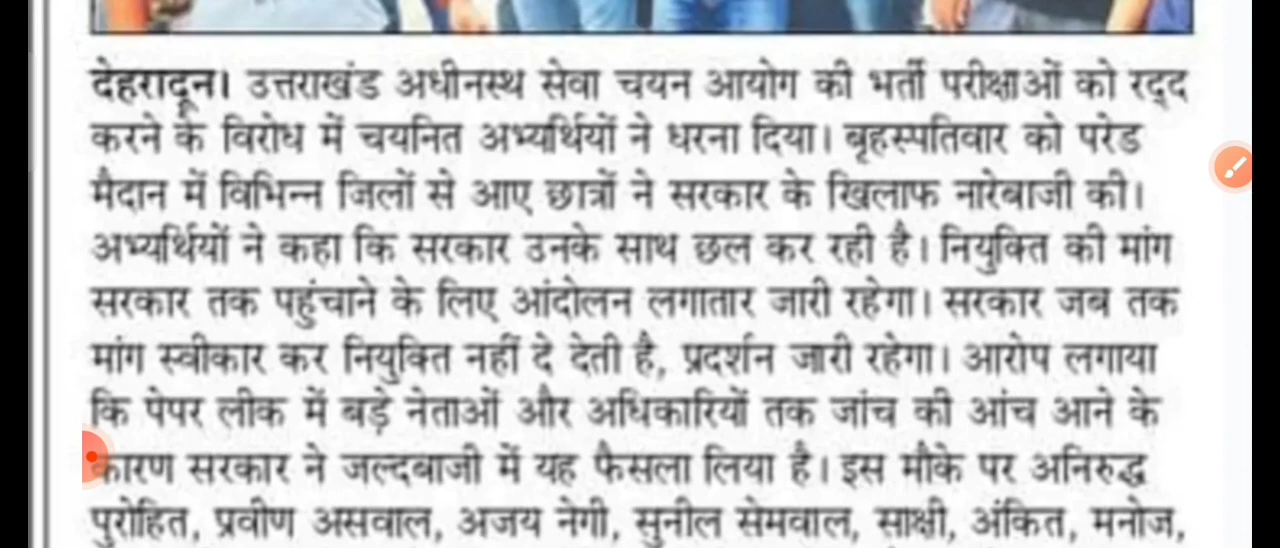 देहरादून। उत्तराखंड अधीनस्थ सेवा चयन आयोग की भर्ती परीक्षाओं को रद्द
करने के विरोध में चयनित अभ्यर्थियों ने धरना दिया। बृहस्पतिवार को परेड
मैदान में विभिन्न जिलों से आए छात्रों ने सरकार के खिलाफ नारेबाजी की।
अभ्यर्थियों ने कहा कि सरकार उनके साथ छल कर रही है। नियुक्ति की मांग
सरकार तक पहुंचाने के लिए आंदोलन लगातार जारी रहेगा। सरकार जब तक
मांग स्वीकार कर नियुक्ति नहीं दे देती है, प्रदर्शन जारी रहेगा। आरोप लगाया
कि पेपर लीक में बड़े नेताओं और अधिकारियों तक जांच की आंच आने के
कारण सरकार ने जल्दबाजी में यह फैसला लिया है। इस मौके पर अनिरुद्ध
पुरोहित, प्रवीण असवाल, अजय नेगी, सुनील सेमवाल, साक्षी, अंकित, मनोज,